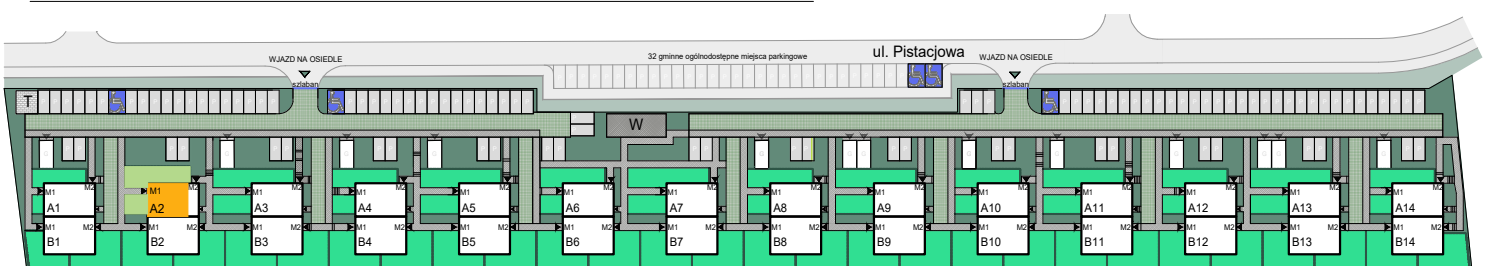 ul. Pistacjowa
32 gminne ogólnodostępne miejsca parkingowe
WJAZD NA OSIEDLE
WJAZD NA OSIEDLE
szlaban
szlaban
T
W
M1 M2
A1
M1 M2
A2
M1 M2
A3
M1 M2
A4
M1 M2
A5
M1 M2
A6
M1 M2
A7
M1 M2
A8
M1 M2
A9
M1 M2
A10
M1 M2
A11
M1 M2
A12
M1 M2
A13
M1 M2
A14
M1 M2
B1
M1 M2
B2
M1 M2
B3
M1 M2
B4
M1 M2
B5
M1 M2
B6
M1 M2
B7
M1 M2
B8
M1 M2
B9
M1 M2
B10
M1 M2
B11
M1 M2
B12
M1 M2
B13
M1 M2
B14